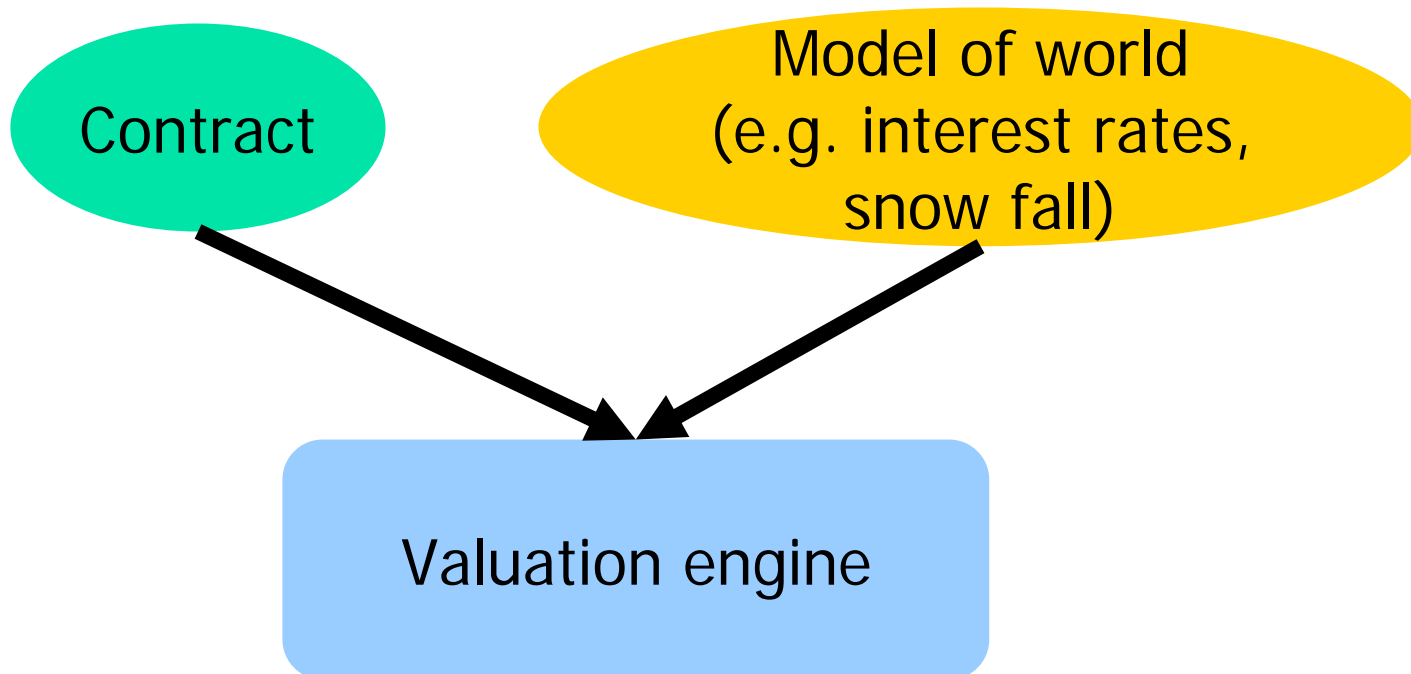 Contract
Model of world
(e.g. interest rates,
snow fall)
Valuation engine